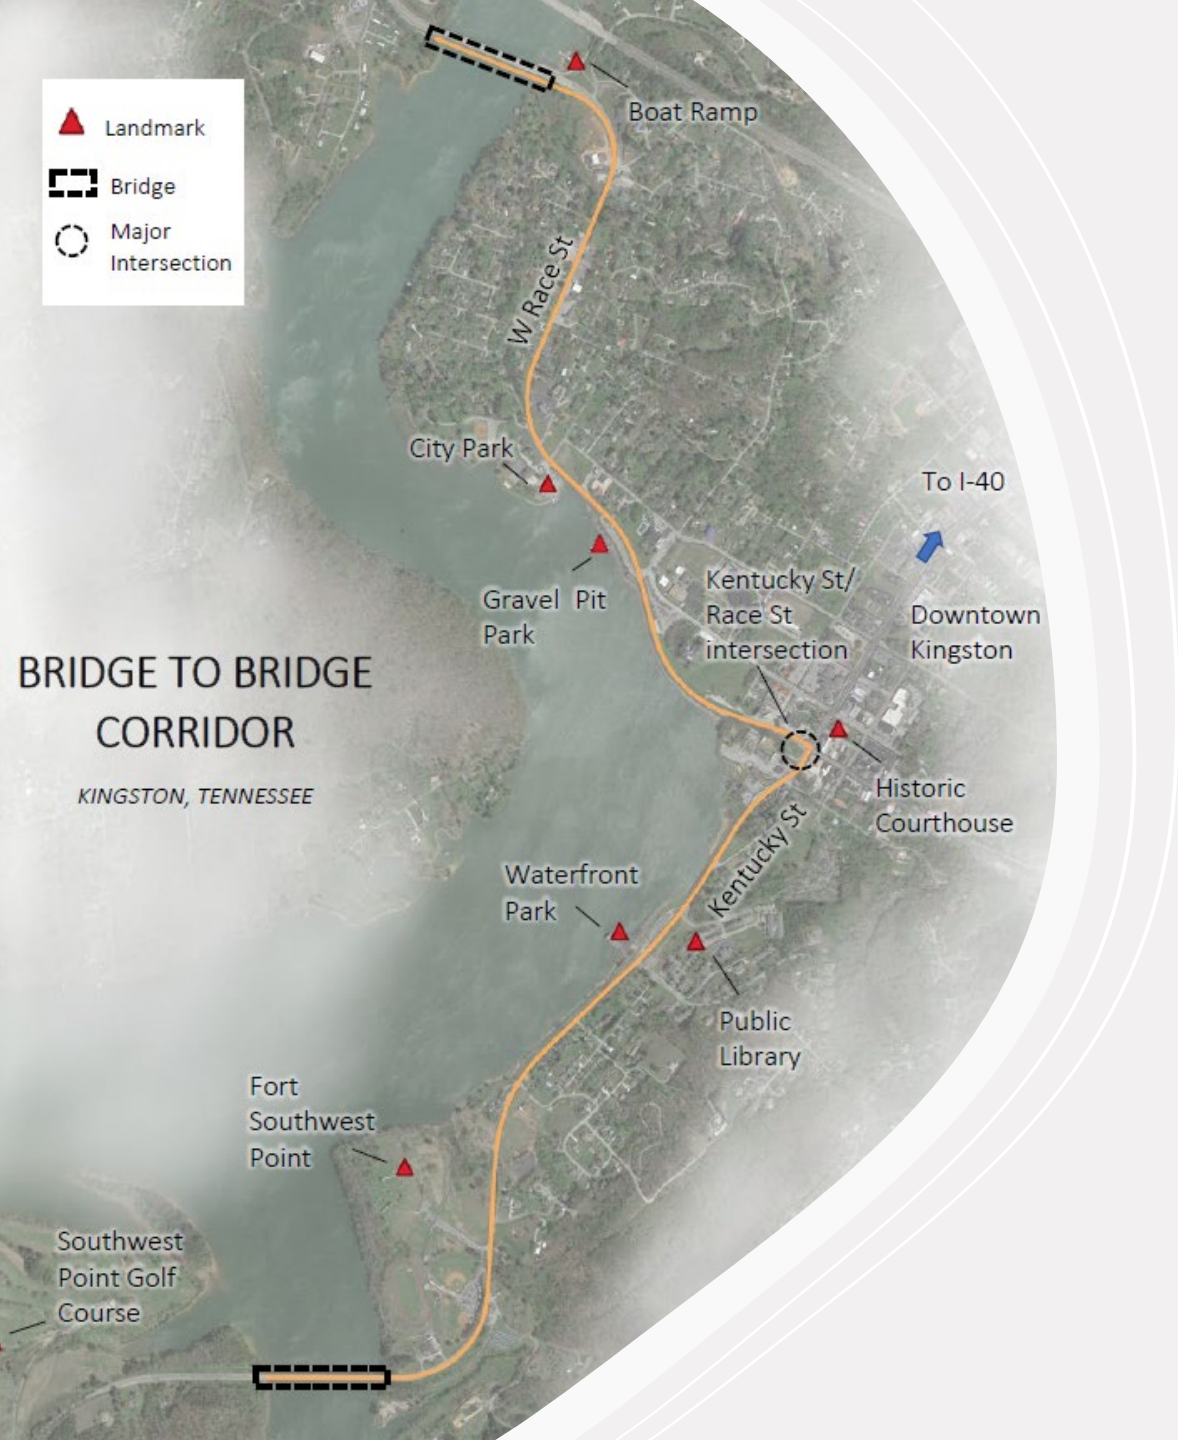 Boat Ramp
Landmark
Bridge
Major
Intersection
W Race St
City Park
To I-40
Gravel Pit
Park
Kentucky St/
Race St
intersection
Downtown
Kingston
BRIDGE TO BRIDGE
CORRIDOR
KINGSTON, TENNESSEE
Historic
Courthouse
Kentucky St
Waterfront
Park
Public
Library
Fort
Southwest
Point
Southwest
Point Golf
Course